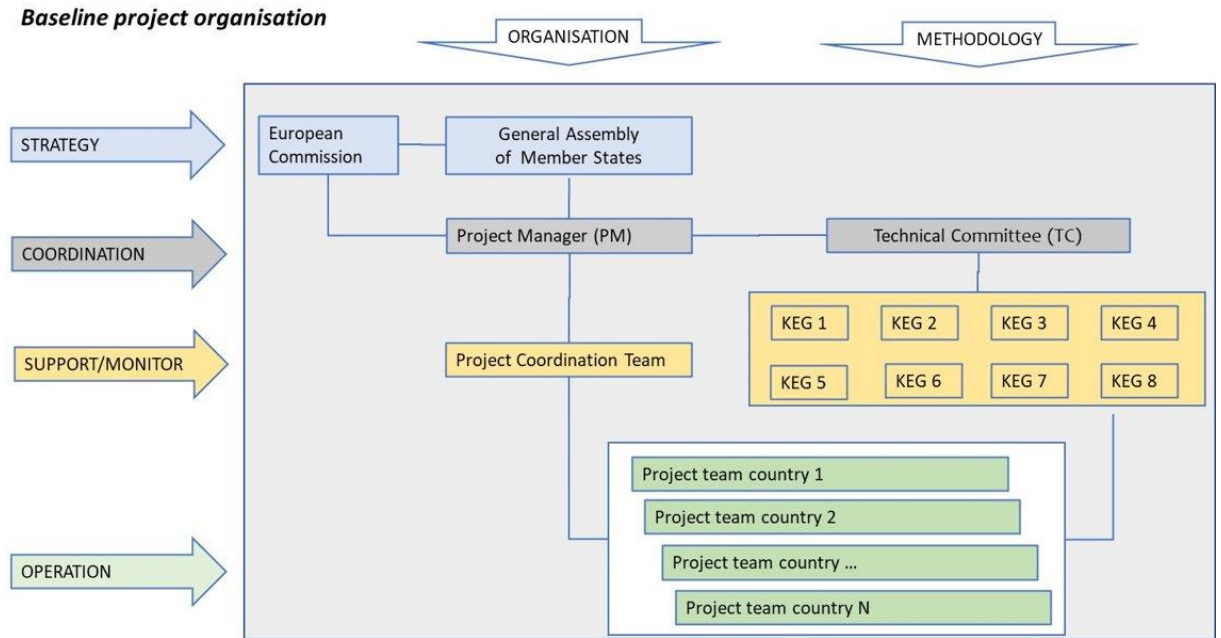 Baseline project organisation
ORGANISATION
METHODOLOGY
STRATEGY
European
Commission
General Assembly
of Member States
COORDINATION
Project Manager (PM)
Technical Committee (TC)
SUPPORT/MONITOR
Project Coordination Team
KEG 1
KEG 2
KEG 3
KEG 4
KEG 5
KEG 6
KEG 7
KEG 8
OPERATION
Project team country 1
Project team country 2
Project team country ...
Project team country N